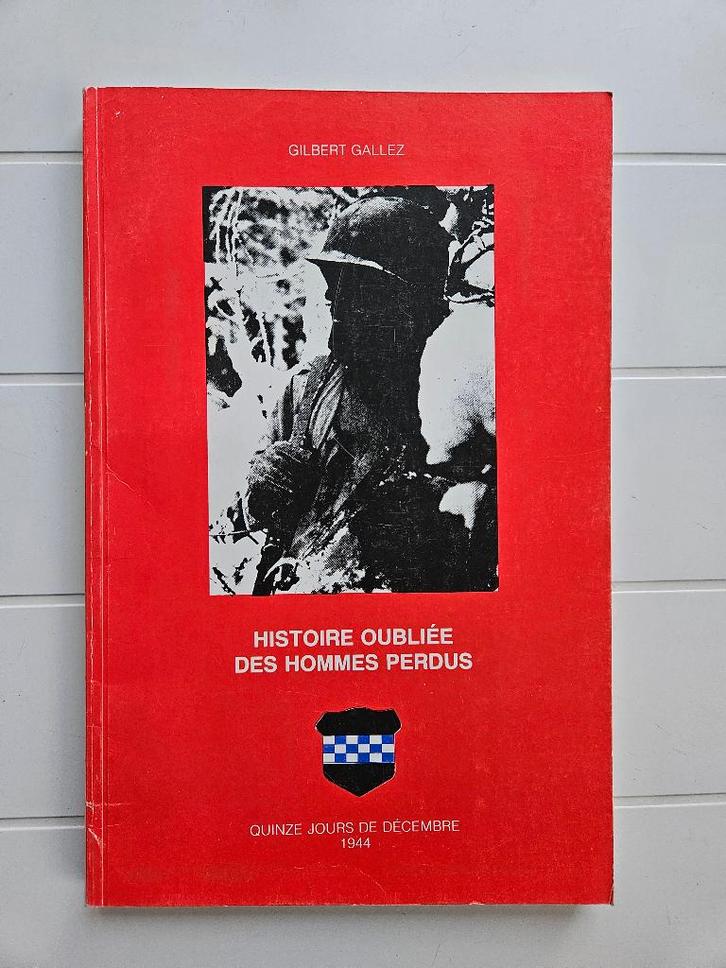 GILBERT GALLEZ
HISTOIRE OUBLIÉE
DES HOMMES PERDUS
QUINZE JOURS DE DÉCEMBRE
1944